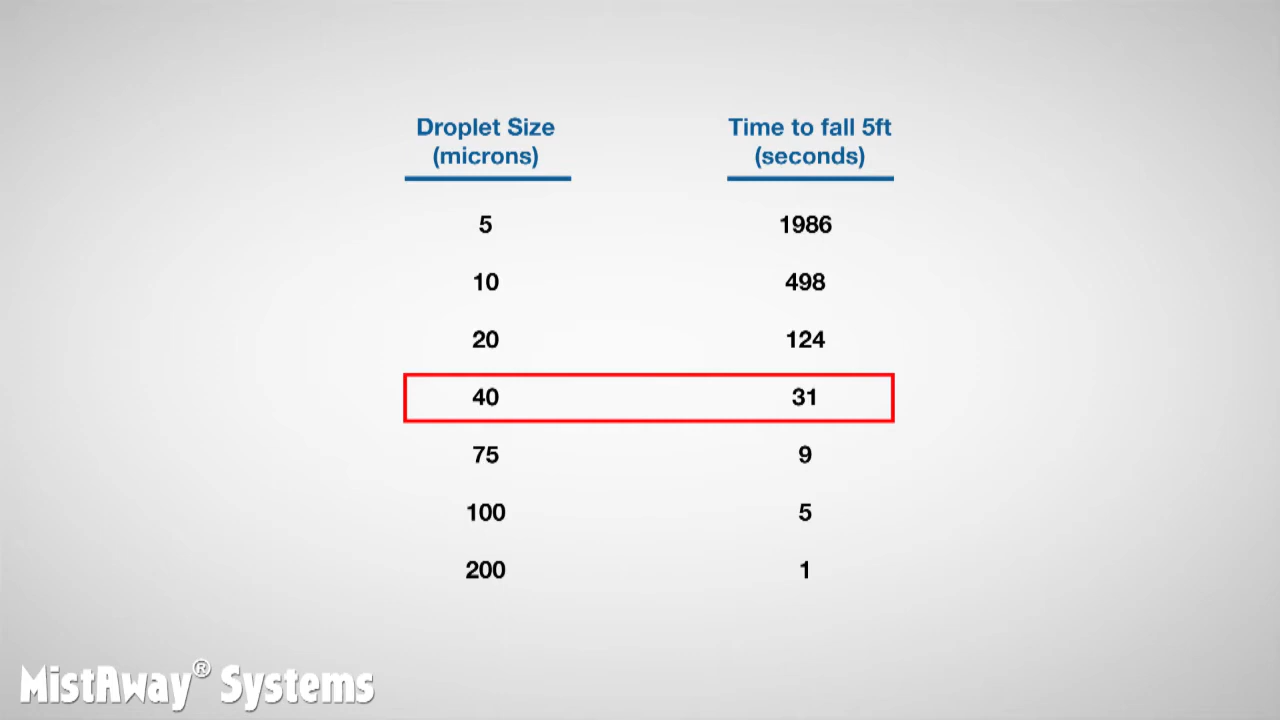 Droplet Size Time to fall 5ft
(microns) (seconds)
5 1986
10 498
20 124
40 31
75 9
100 5
200 1
MistAway® Systems